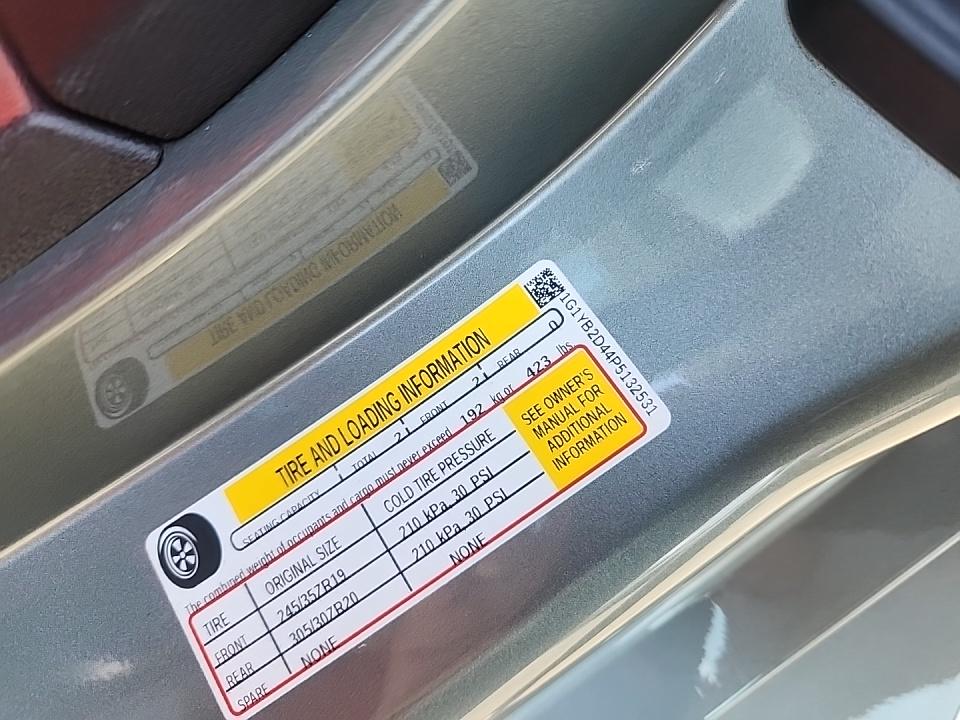 TIRE AND LOADING INFORMATION
SEATING CAPACITY TOTAL 2 FRONT 2 REAR 0
The combined weight of occupants and cargo must never exceed 192 kg or 423 lbs.
TIRE ORIGINAL SIZE COLD TIRE PRESSURE
FRONT 245/35ZR19 210 kPa, 30 PSI
REAR 305/30ZR20 210 kPa, 30 PSI
SPARE NONE NONE
SEE OWNER'S
MANUAL FOR
ADDITIONAL
INFORMATION
1G1YB2D44P5132531